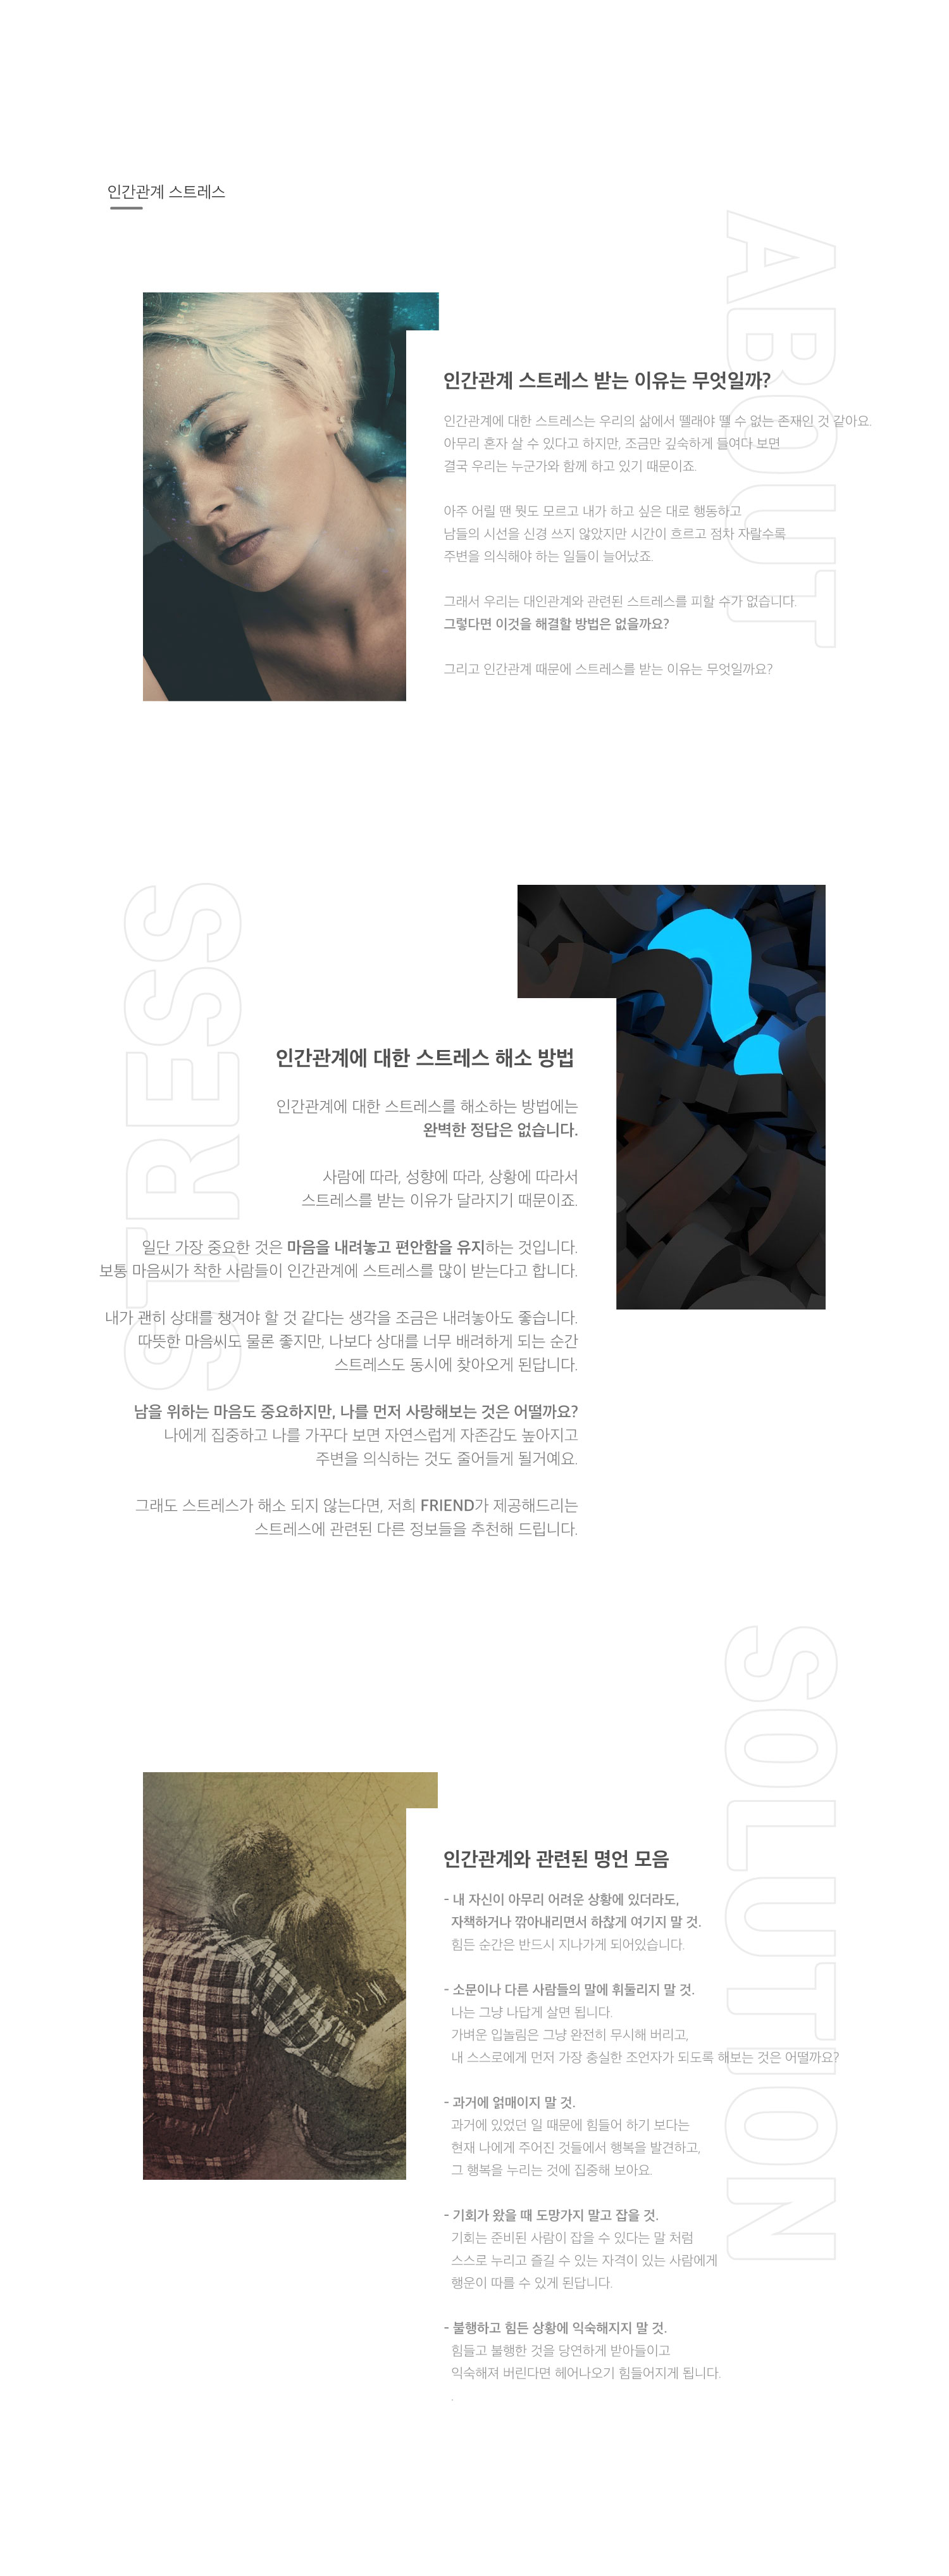 인간관계 스트레스
ABOUT
인간관계 스트레스 받는 이유는 무엇일까?
인간관계에 대한 스트레스는 우리의 삶에서 뗄래야 뗄 수 없는 존재인 것 같아요.
아무리 혼자 살 수 있다고 하지만, 조금만 깊숙하게 들여다 보면
결국 우리는 누군가와 함께 하고 있기 때문이죠.
아주 어릴 땐 뭣도 모르고 내가 하고 싶은 대로 행동하고
남들의 시선을 신경 쓰지 않았지만 시간이 흐르고 점차 자랄수록
주변을 의식해야 하는 일들이 늘어났죠.
그래서 우리는 대인관계와 관련된 스트레스를 피할 수가 없습니다.
그렇다면 이것을 해결할 방법은 없을까요?
그리고 인간관계 때문에 스트레스를 받는 이유는 무엇일까요?
STRESS
인간관계에 대한 스트레스 해소 방법
인간관계에 대한 스트레스를 해소하는 방법에는
완벽한 정답은 없습니다.
사람에 따라, 성향에 따라, 상황에 따라서
스트레스를 받는 이유가 달라지기 때문이죠.
일단 가장 중요한 것은 마음을 내려놓고 편안함을 유지하는 것입니다.
보통 마음씨가 착한 사람들이 인간관계에 스트레스를 많이 받는다고 합니다.
내가 괜히 상대를 챙겨야 할 것 같다는 생각을 조금은 내려놓아도 좋습니다.
따뜻한 마음씨도 물론 좋지만, 나보다 상대를 너무 배려하게 되는 순간
스트레스도 동시에 찾아오게 된답니다.
남을 위하는 마음도 중요하지만, 나를 먼저 사랑해보는 것은 어떨까요?
나에게 집중하고 나를 가꾸다 보면 자연스럽게 자존감도 높아지고
주변을 의식하는 것도 줄어들게 될거예요.
그래도 스트레스가 해소 되지 않는다면, 저희 FRIEND가 제공해드리는
스트레스에 관련된 다른 정보들을 추천해 드립니다.
SOLUTION
인간관계와 관련된 명언 모음
- 내 자신이 아무리 어려운 상황에 있더라도,
자책하거나 깎아내리면서 하찮게 여기지 말 것.
힘든 순간은 반드시 지나가게 되어있습니다.
- 소문이나 다른 사람들의 말에 휘둘리지 말 것.
나는 그냥 나답게 살면 됩니다.
가벼운 입놀림은 그냥 완전히 무시해 버리고,
내 스스로에게 먼저 가장 충실한 조언자가 되도록 해보는 것은 어떨까요?
- 과거에 얽매이지 말 것.
과거에 있었던 일 때문에 힘들어 하기 보다는
현재 나에게 주어진 것들에서 행복을 발견하고,
그 행복을 누리는 것에 집중해 보아요.
- 기회가 왔을 때 도망가지 말고 잡을 것.
기회는 준비된 사람이 잡을 수 있다는 말 처럼
스스로 누리고 즐길 수 있는 자격이 있는 사람에게
행운이 따를 수 있게 된답니다.
- 불행하고 힘든 상황에 익숙해지지 말 것.
힘들고 불행한 것을 당연하게 받아들이고
익숙해져 버린다면 헤어나오기 힘들어지게 됩니다.
.